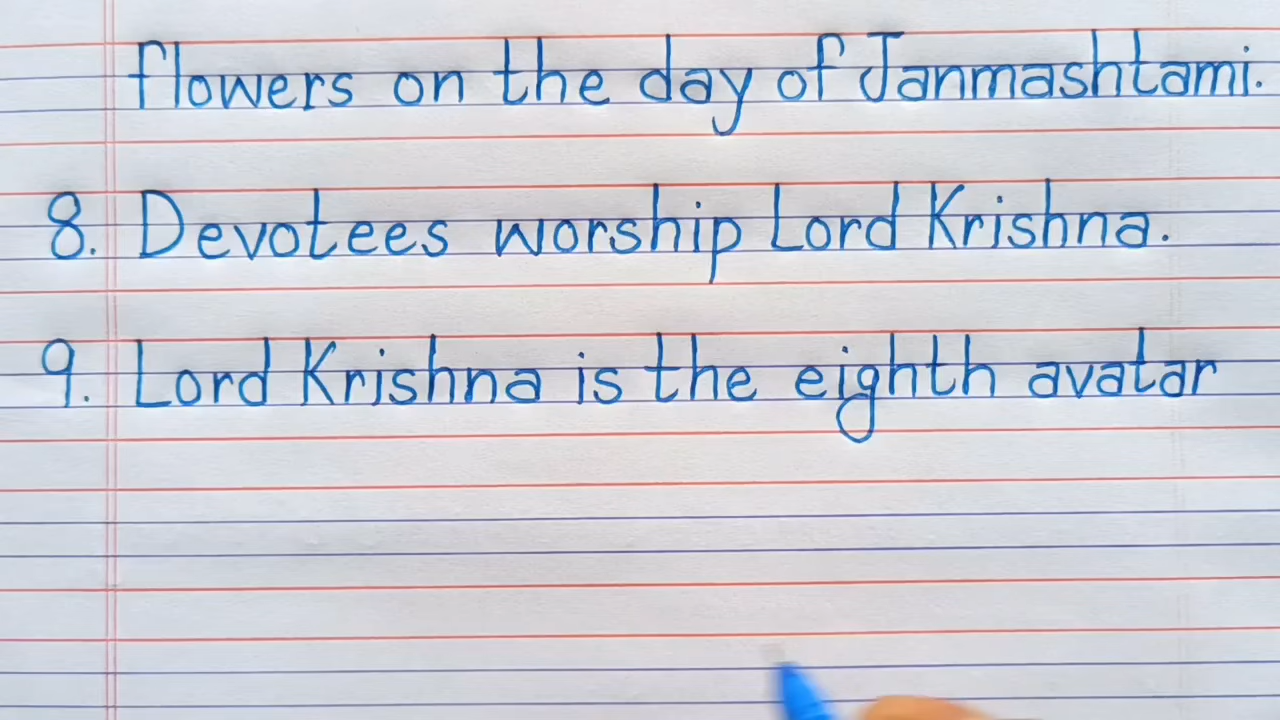 flowers on the day of Janmashtami.
8. Devotees worship Lord Krishna.
9. Lord Krishna is the eighth avatar